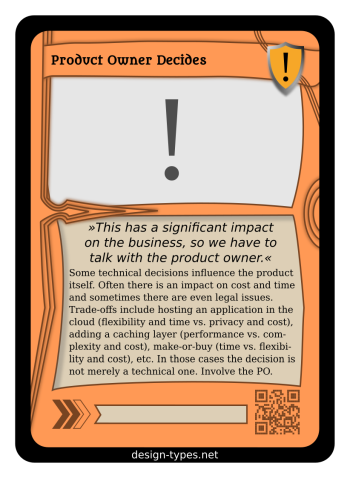 Product Owner Decides
!
!
»This has a significant impact
on the business, so we have to
talk with the product owner.«
Some technical decisions influence the product
itself. Often there is an impact on cost and time
and sometimes there are even legal issues.
Trade-offs include hosting an application in the
cloud (flexibility and time vs. privacy and cost),
adding a caching layer (performance vs. com-
plexity and cost), make-or-buy (time vs. flexibi-
lity and cost), etc. In those cases the decision is
not merely a technical one. Involve the PO.
design-types.net